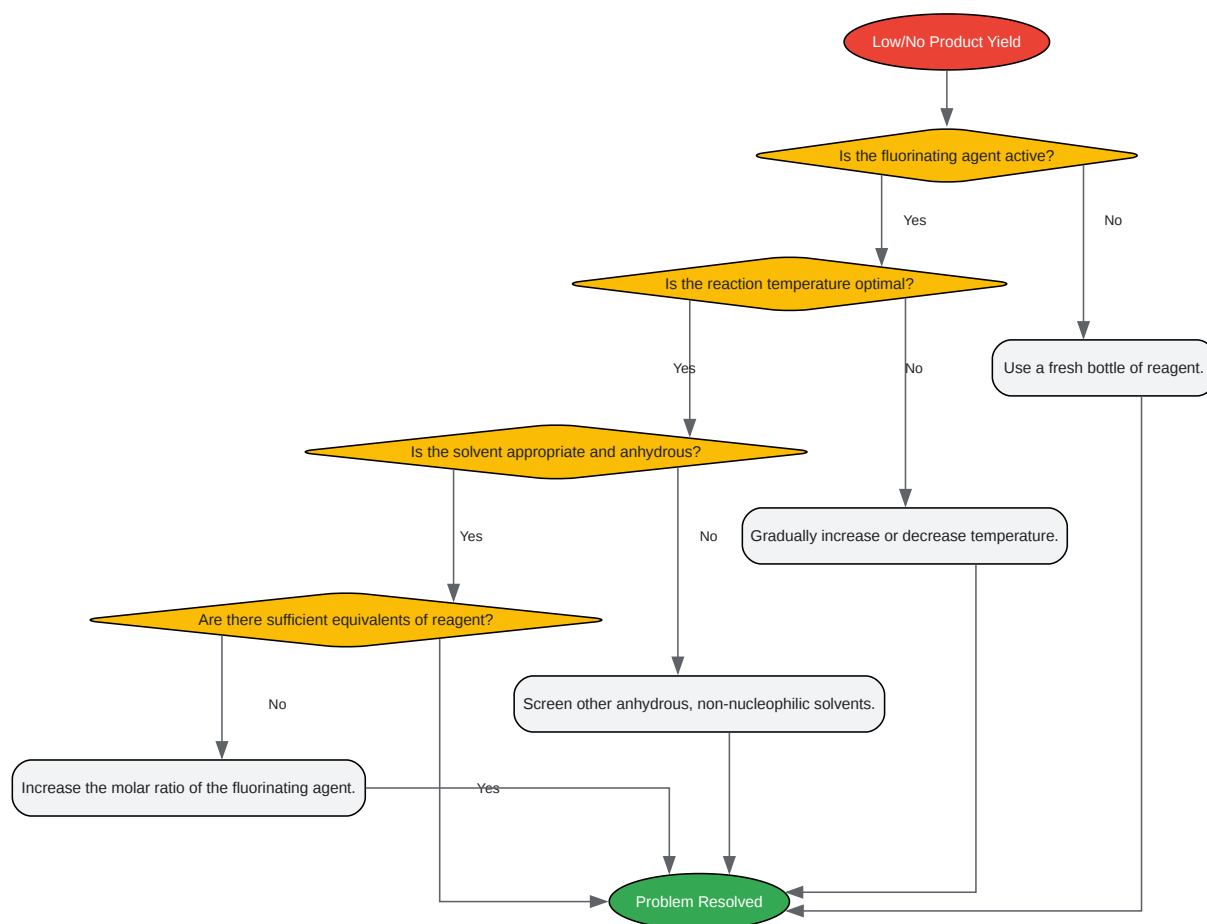 Low/No Product Yield
Is the fluorinating agent active?
Yes
No
Is the reaction temperature optimal?
Yes
No
Use a fresh bottle of reagent.
Is the solvent appropriate and anhydrous?
Yes
No
Gradually increase or decrease temperature.
Are there sufficient equivalents of reagent?
No
Screen other anhydrous, non-nucleophilic solvents.
Increase the molar ratio of the fluorinating agent.
Yes
Problem Resolved